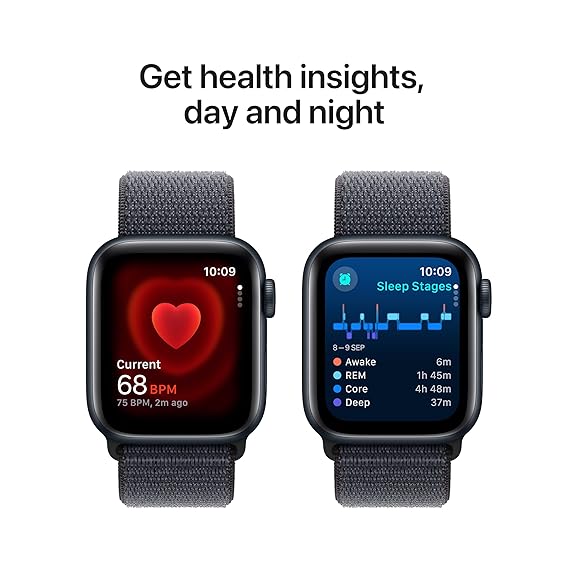 Get health insights,
day and night
10:09
Current
68 BPM
75 BPM, 2m ago
10:09
Sleep Stages
8–9 SEP
Awake 6m
REM 1h 45m
Core 4h 48m
Deep 37m